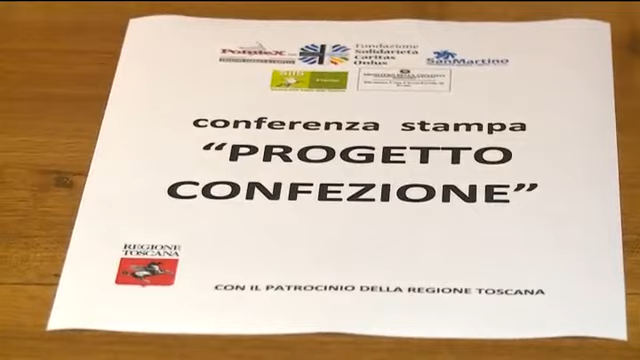 Fondazione
Solidarietà
Caritas
Onlus
SanMartino
conferenza stampa
“PROGETTO
CONFEZIONE”
REGIONE
TOSCANA
CON IL PATROCINIO DELLA REGIONE TOSCANA